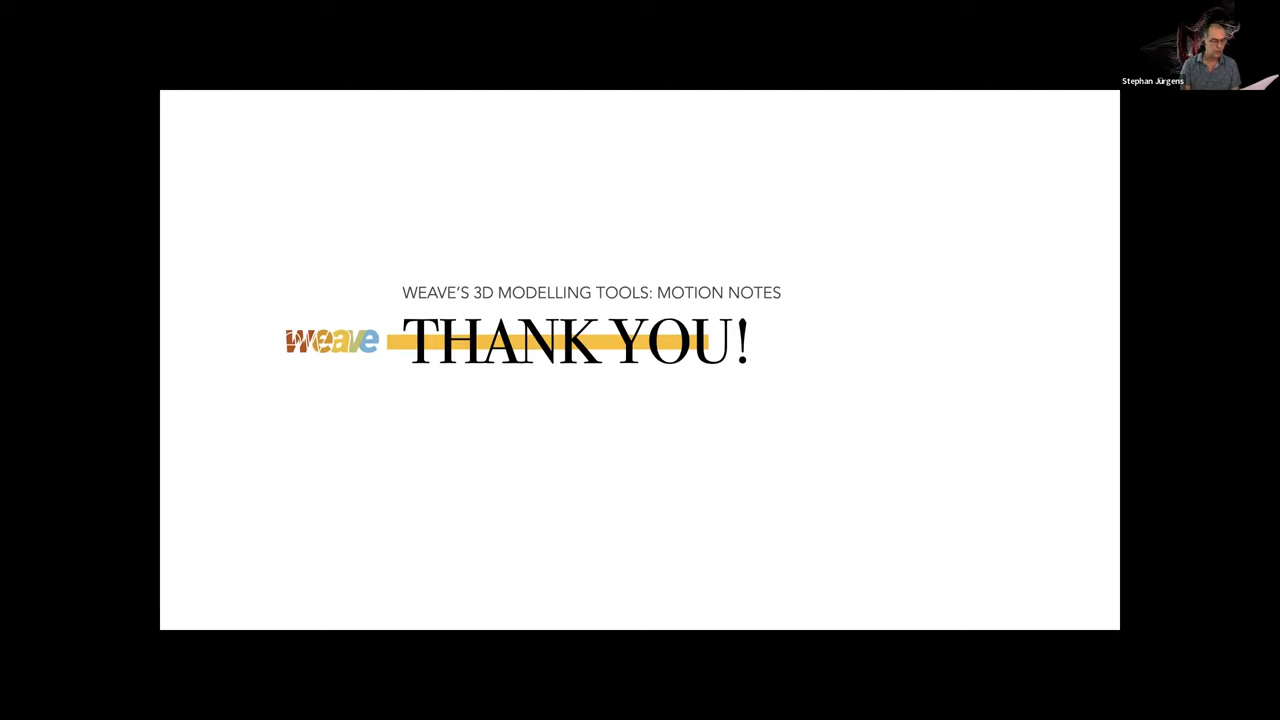 Stephan Jürgens
WEAVE'S 3D MODELLING TOOLS: MOTION NOTES
weave
THANK YOU!